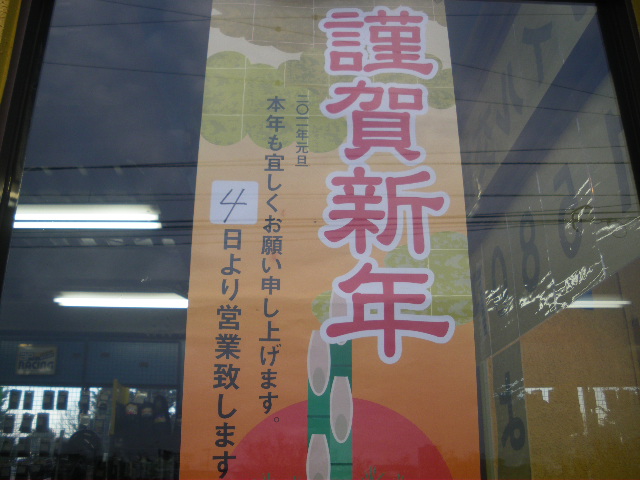 謹賀新年
二〇一一年元旦
本年も宜しくお願い申し上げます。
4日より営業致します